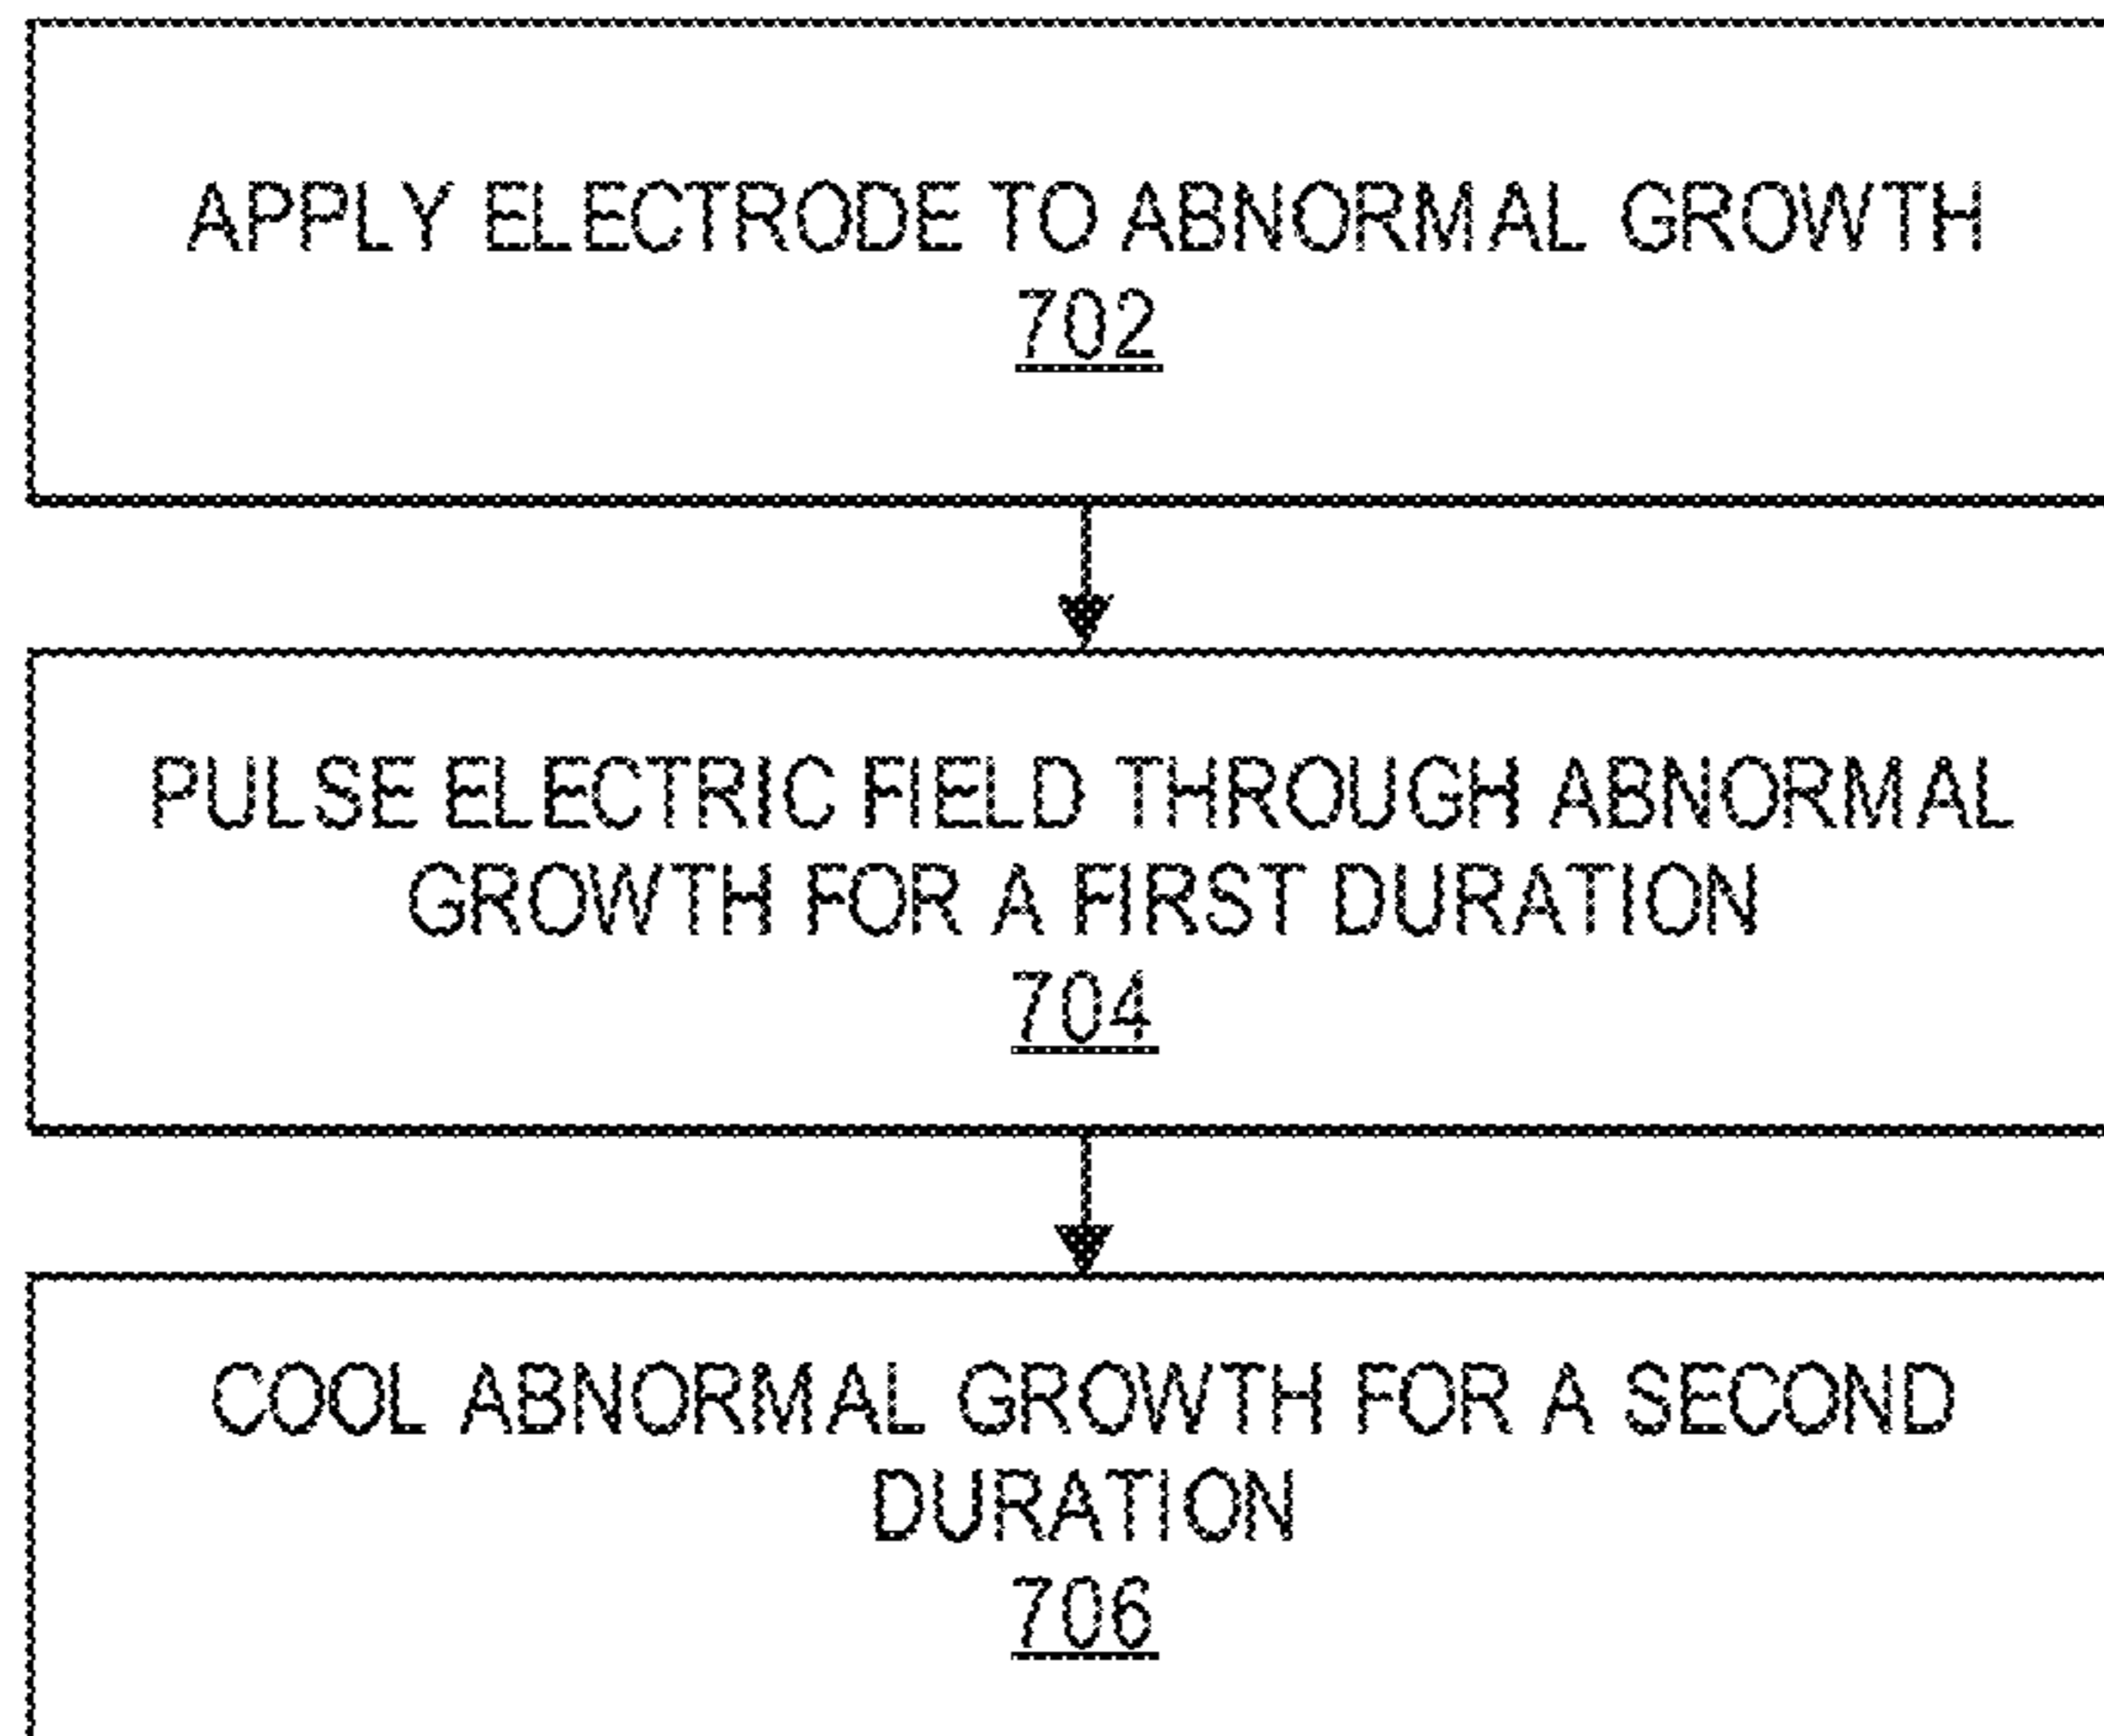 APPLY ELECTRODE TO ABNORMAL GROWTH
702
PULSE ELECTRIC FIELD THROUGH ABNORMAL
GROWTH FOR A FIRST DURATION
704
COOL ABNORMAL GROWTH FOR A SECOND
DURATION
706